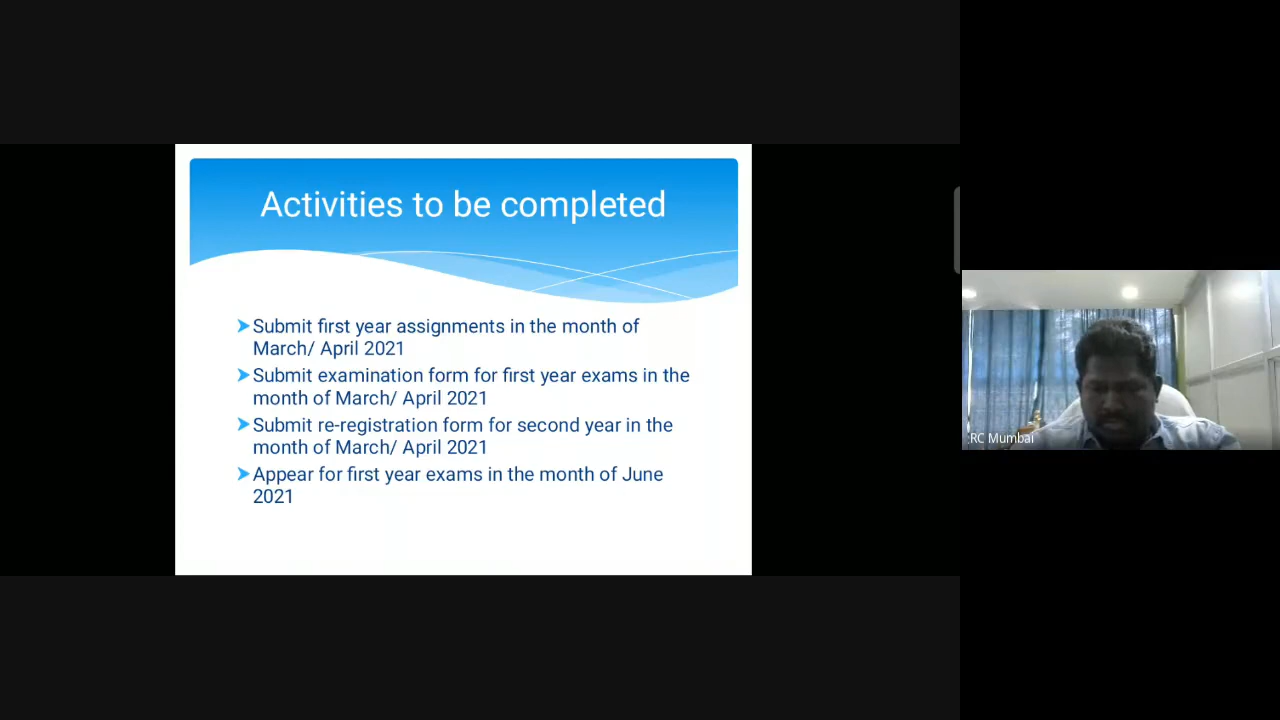 Activities to be completed
Submit first year assignments in the month of
March/ April 2021
Submit examination form for first year exams in the
month of March/ April 2021
Submit re-registration form for second year in the
month of March/ April 2021
Appear for first year exams in the month of June
2021
RC Mumbai